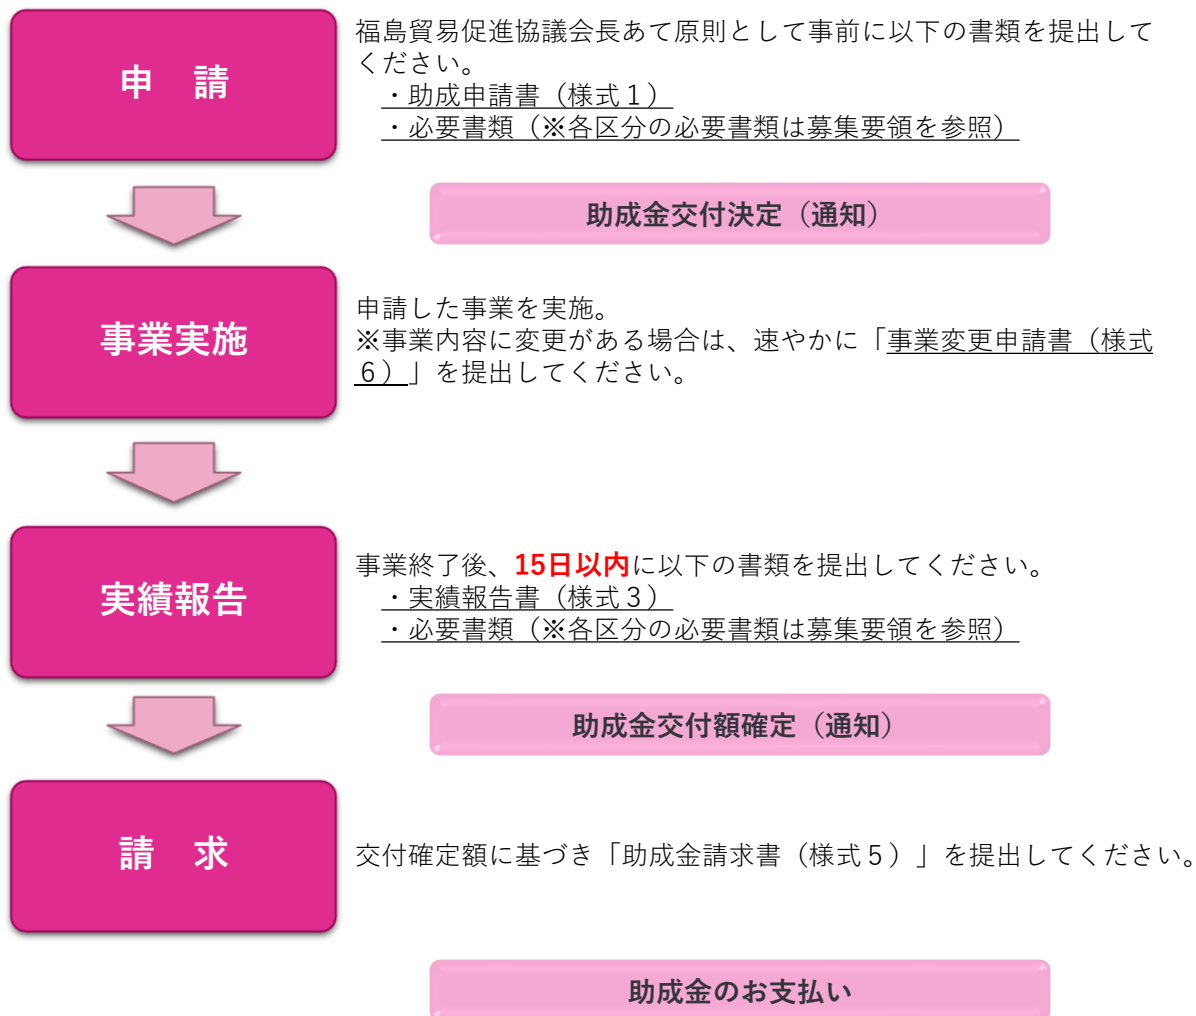 申　請
福島貿易促進協議会長あて原則として事前に以下の書類を提出して
ください。
・助成申請書（様式１）
・必要書類（※各区分の必要書類は募集要領を参照）
助成金交付決定（通知）
事業実施
申請した事業を実施。
※事業内容に変更がある場合は、速やかに「事業変更申請書（様式
６）」を提出してください。
実績報告
事業終了後、15日以内に以下の書類を提出してください。
・実績報告書（様式３）
・必要書類（※各区分の必要書類は募集要領を参照）
助成金交付額確定（通知）
請　求
交付確定額に基づき「助成金請求書（様式５）」を提出してください。
助成金のお支払い